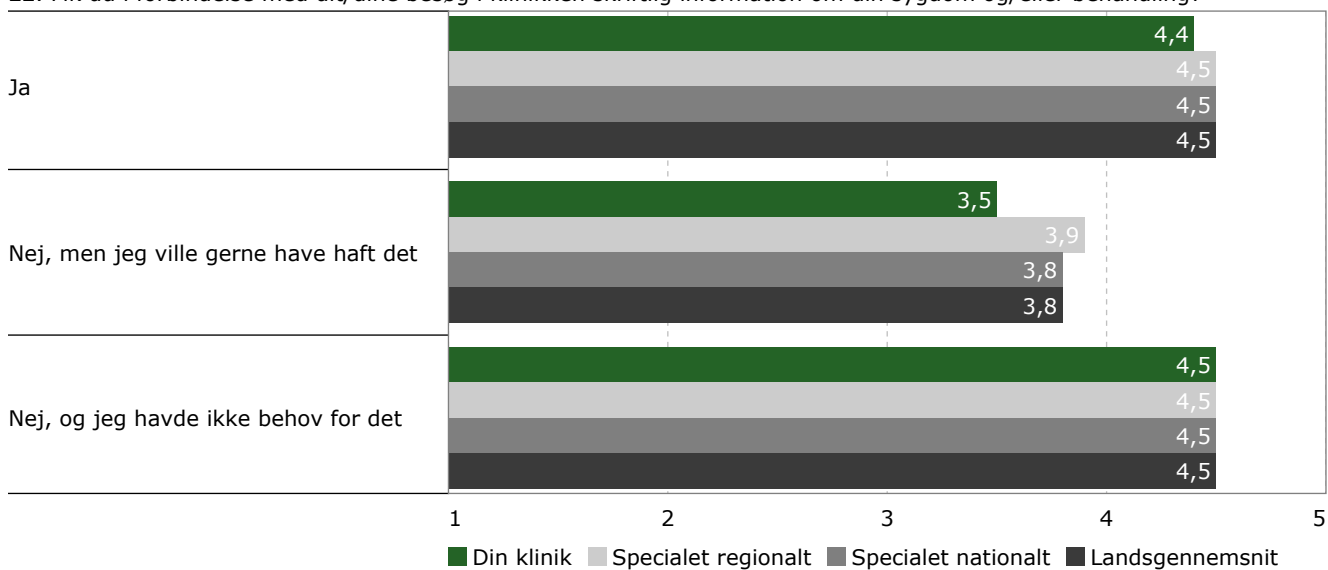 Ja
4,4
4,5
4,5
4,5
Nej, men jeg ville gerne have haft det
3,5
3,9
3,8
3,8
Nej, og jeg havde ikke behov for det
4,5
4,5
4,5
4,5
1 2 3 4 5
Din klinik Specialet regionalt Specialet nationalt Landsgennemsnit